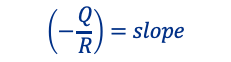 (-Q/R) = slope